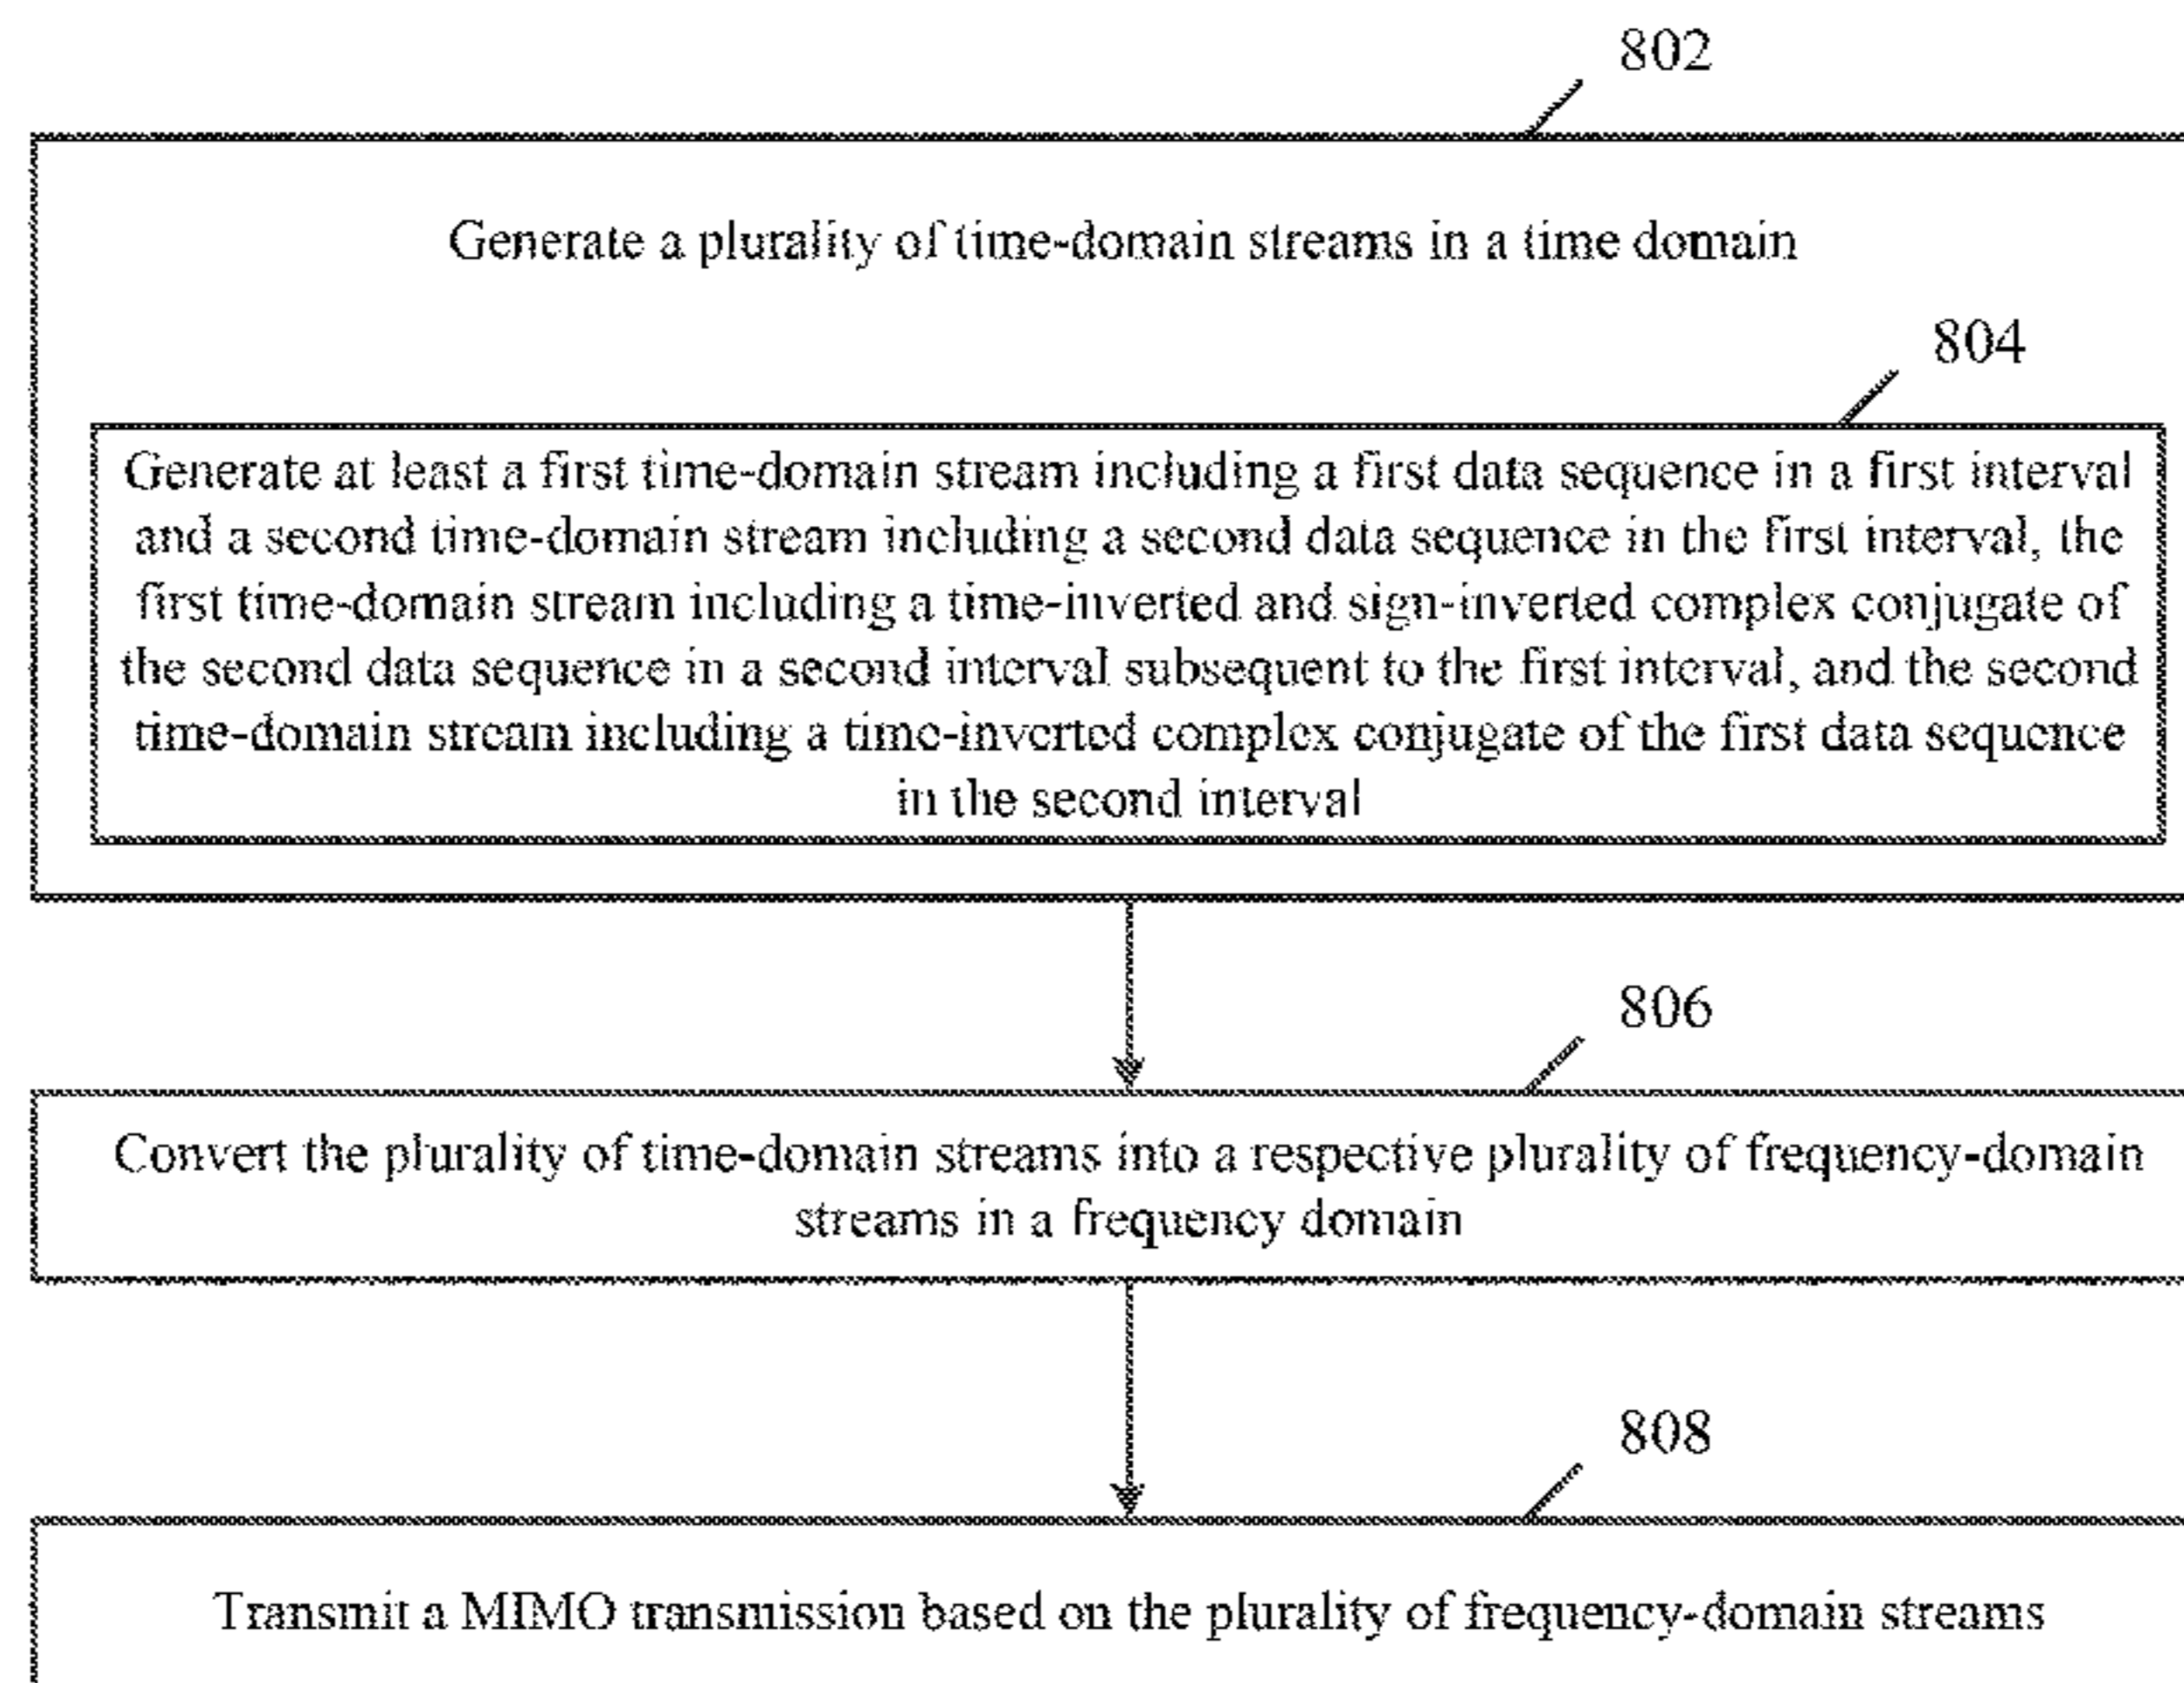 802
Generate a plurality of time-domain streams in a time domain
804
Generate at least a first time-domain stream including a first data sequence in a first interval
and a second time-domain stream including a second data sequence in the first interval, the
first time-domain stream including a time-inverted and sign-inverted complex conjugate of
the second data sequence in a second interval subsequent to the first interval, and the second
time-domain stream including a time-inverted complex conjugate of the first data sequence
in the second interval
806
Convert the plurality of time-domain streams into a respective plurality of frequency-domain
streams in a frequency domain
808
Transmit a MIMO transmission based on the plurality of frequency-domain streams